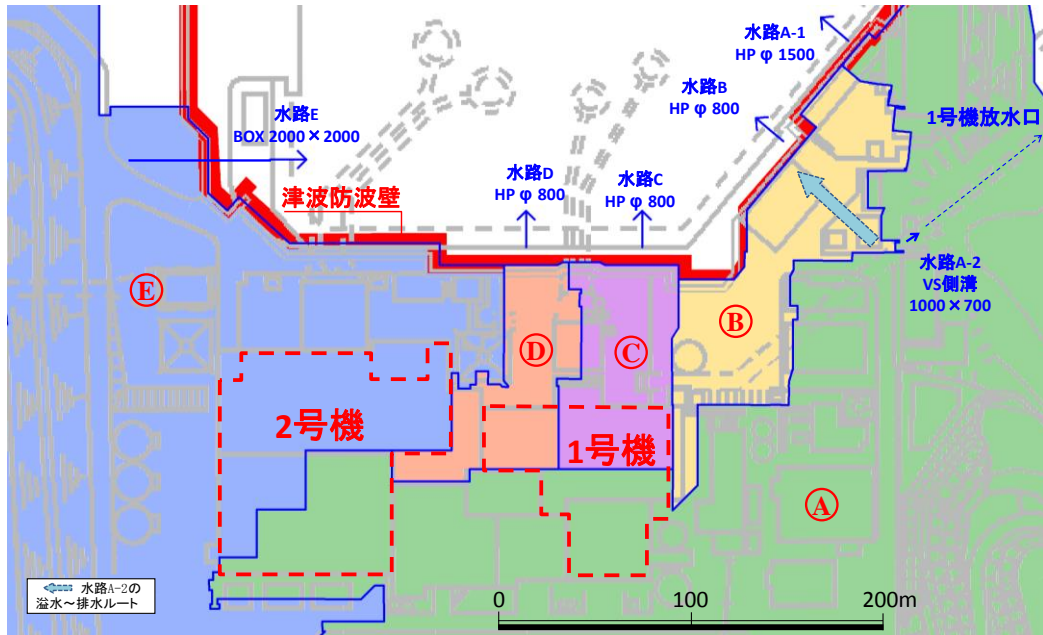 水路A-1
HP φ 1500
水路B
HP φ 800
1号機放水口
水路E
BOX 2000×2000
水路D
HP φ 800
水路C
HP φ 800
津波防波壁
水路A-2
VS側溝
1000×700
Ⓔ
Ⓓ
Ⓒ
Ⓑ
2号機
1号機
Ⓐ
水路A-2の
溢水~排水ルート
0 100 200m